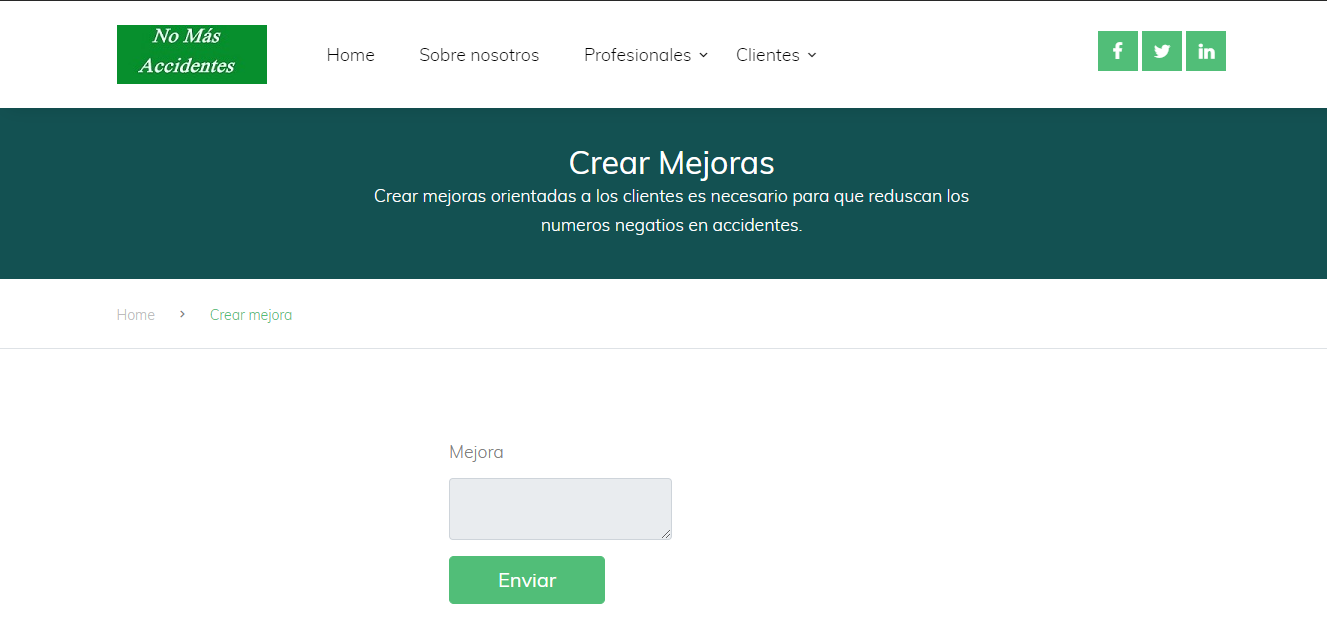 No Más
Accidentes
Home
Sobre nosotros
Profesionales
Clientes
Crear Mejoras
Crear mejoras orientadas a los clientes es necesario para que reduscan los
numeros negatios en accidentes.
Home
Crear mejora
Mejora
Enviar